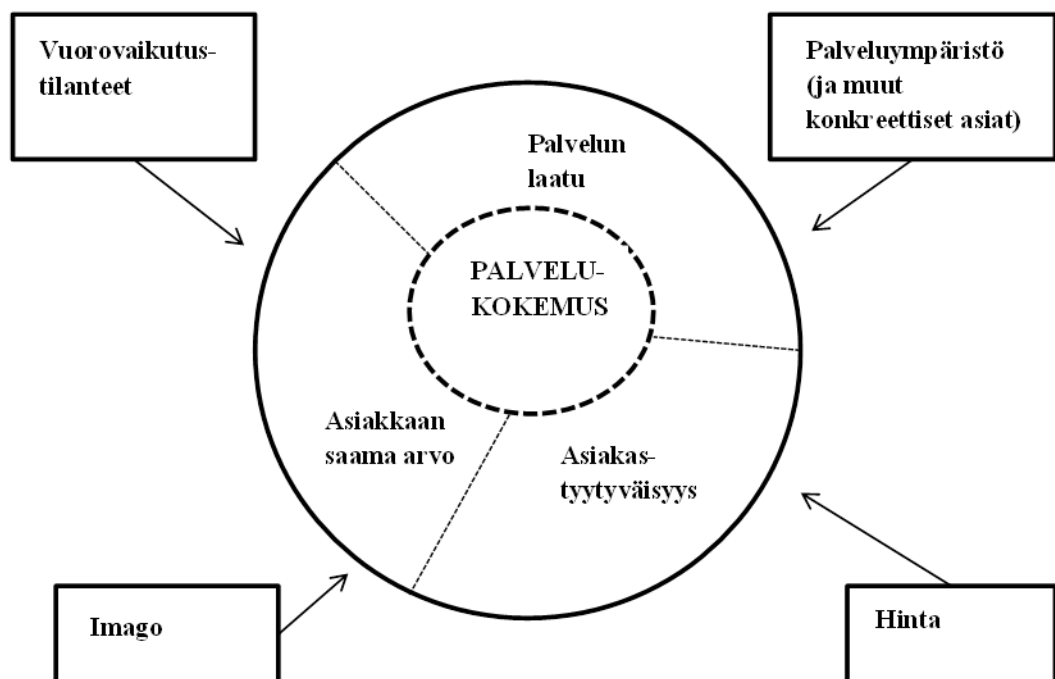 Vuorovaikutus-
tilanteet
Palveluympäristö
(ja muut
konkreettiset asiat)
Palvelun
laatu
PALVELU-
KOKEMUS
Asiakkaan
saama arvo
Asiakas-
tyytyväisyys
Imago
Hinta